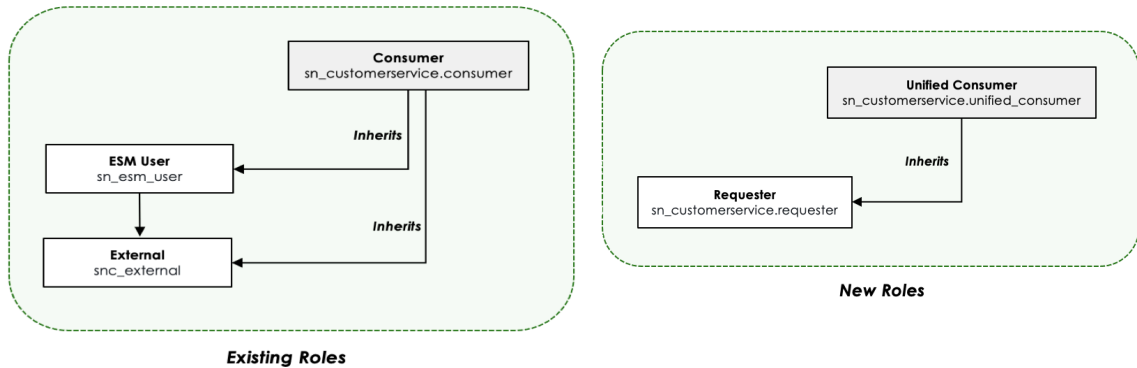 Consumer
sn_customerservice.consumer
Inherits
ESM User
sn_esm_user
Inherits
External
snc_external
Existing Roles
Unified Consumer
sn_customerservice.unified_consumer
Inherits
Requester
sn_customerservice.requester
New Roles